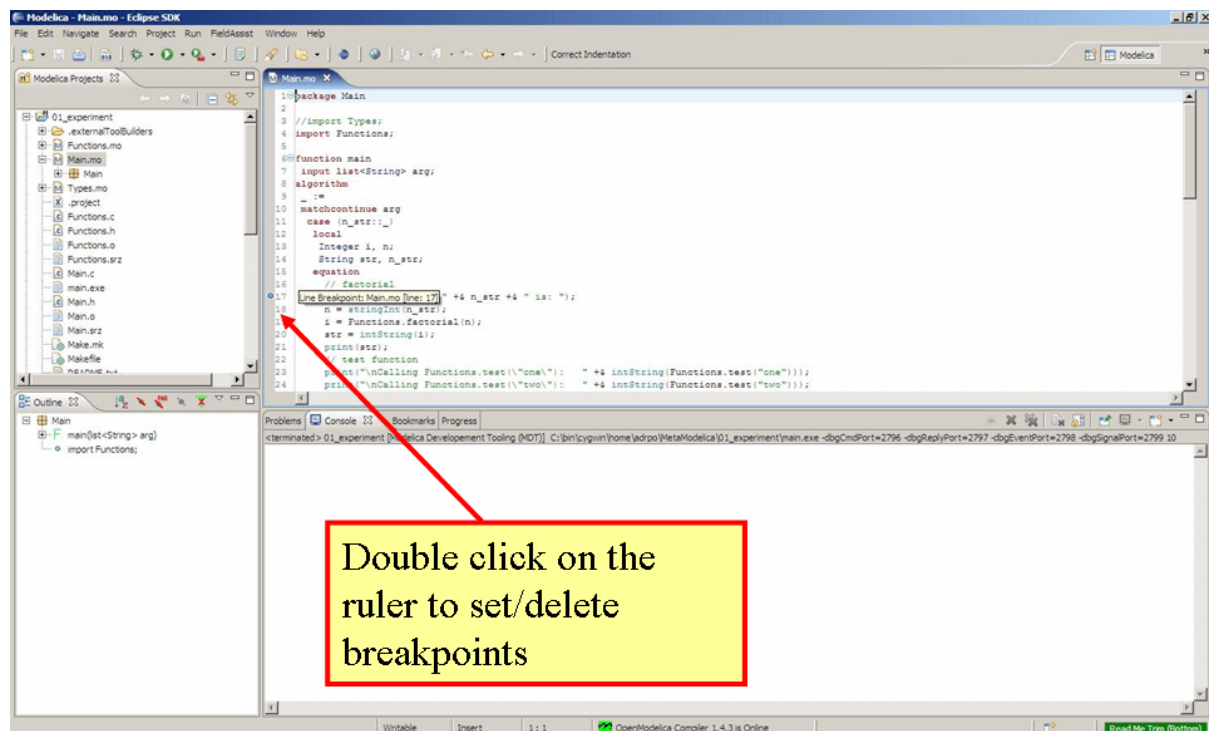 Modelica - Main.mo - Eclipse SDK
File Edit Navigate Search Project Run FieldAssist Window Help
Correct Indentation
Modelica
Modelica Projects
Main.mo
01_experiment
.externalToolBuilders
Functions.mo
Main.mo
Main
Types.mo
.project
Functions.c
Functions.h
Functions.o
Functions.srz
Main.c
main.exe
Main.h
Main.o
Main.srz
Make.mk
Makefile
1 package Main
2
3 //import Types;
4 import Functions;
5
6 function main
7 input list<String> arg;
8 algorithm
9 _ :=
10 matchcontinue arg
11 case (n_str::_)
12 local
13 Integer i, n;
14 String str, n_str;
15 equation
16 // factorial
17 Line Breakpoint: Main.mo [line: 17] " +& n_str +& " is: ");
18 n = stringInt(n_str);
i = Functions.factorial(n);
20 str = intString(i);
21 print(str);
22 // test function
23 print("\nCalling Functions.test(\"one\"): " +& intString(Functions.test("one")));
24 print("\nCalling Functions.test(\"two\"): " +& intString(Functions.test("two")));
Outline
Main
main(list<String> arg)
import Functions;
Problems Console Bookmarks Progress
<terminated> 01_experiment [Modelica Developement Tooling (MDT)] C:\bin\cygwin\home\adrpo\MetaModelica\01_experiment\main.exe -dbgCmdPort=2796 -dbgReplyPort=2797 -dbgEventPort=2798 -dbgSignalPort=2799 10
Double click on the
ruler to set/delete
breakpoints
Writable Insert 1 : 1 OpenModelica Compiler 1.4.3 is Online Read Me Trim (Bottom)